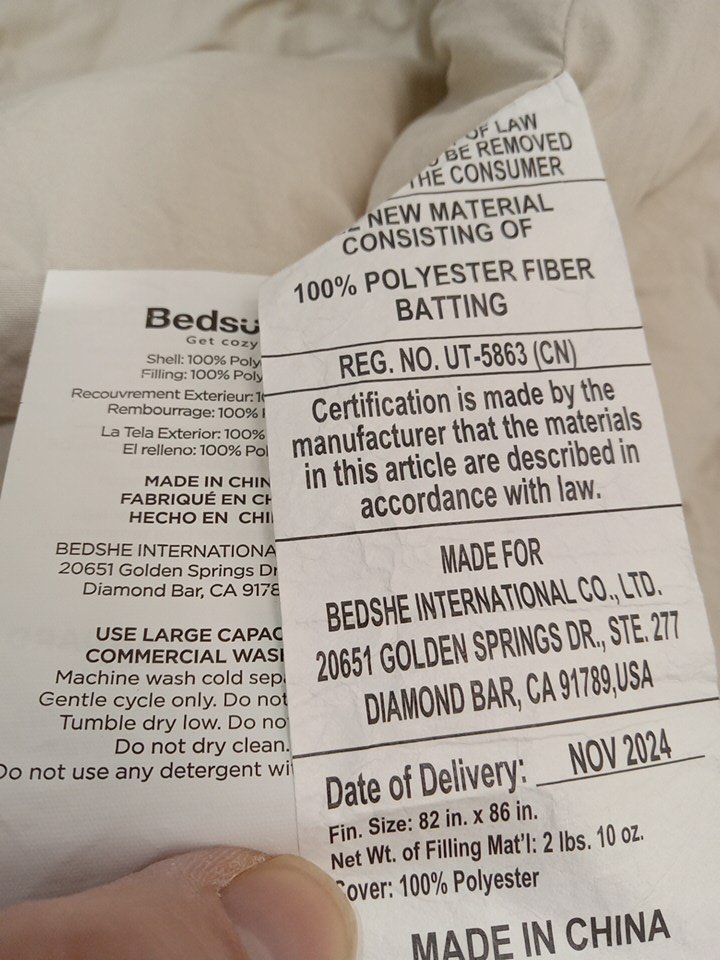 Bedsu
Get cozy
Shell: 100% Poly
Filling: 100% Poly
Recouvrement Exterieur:
Rembourrage: 100%
La Tela Exterior: 100%
El relleno: 100% Pol
MADE IN CHIN
FABRIQUÉ EN CH
HECHO EN CHI
BEDSHE INTERNATIONA
20651 Golden Springs Dr
Diamond Bar, CA 9178
USE LARGE CAPAC
COMMERCIAL WASH
Machine wash cold sep
Gentle cycle only. Do not
Tumble dry low. Do no
Do not dry clean.
Do not use any detergent wi
OF LAW
BE REMOVED
THE CONSUMER
NEW MATERIAL
CONSISTING OF
100% POLYESTER FIBER
BATTING
REG. NO. UT-5863 (CN)
Certification is made by the
manufacturer that the materials
in this article are described in
accordance with law.
MADE FOR
BEDSHE INTERNATIONAL CO., LTD.
20651 GOLDEN SPRINGS DR., STE. 277
DIAMOND BAR, CA 91789,USA
Date of Delivery: NOV 2024
Fin. Size: 82 in. x 86 in.
Net Wt. of Filling Mat'l: 2 lbs. 10 oz.
Cover: 100% Polyester
MADE IN CHINA